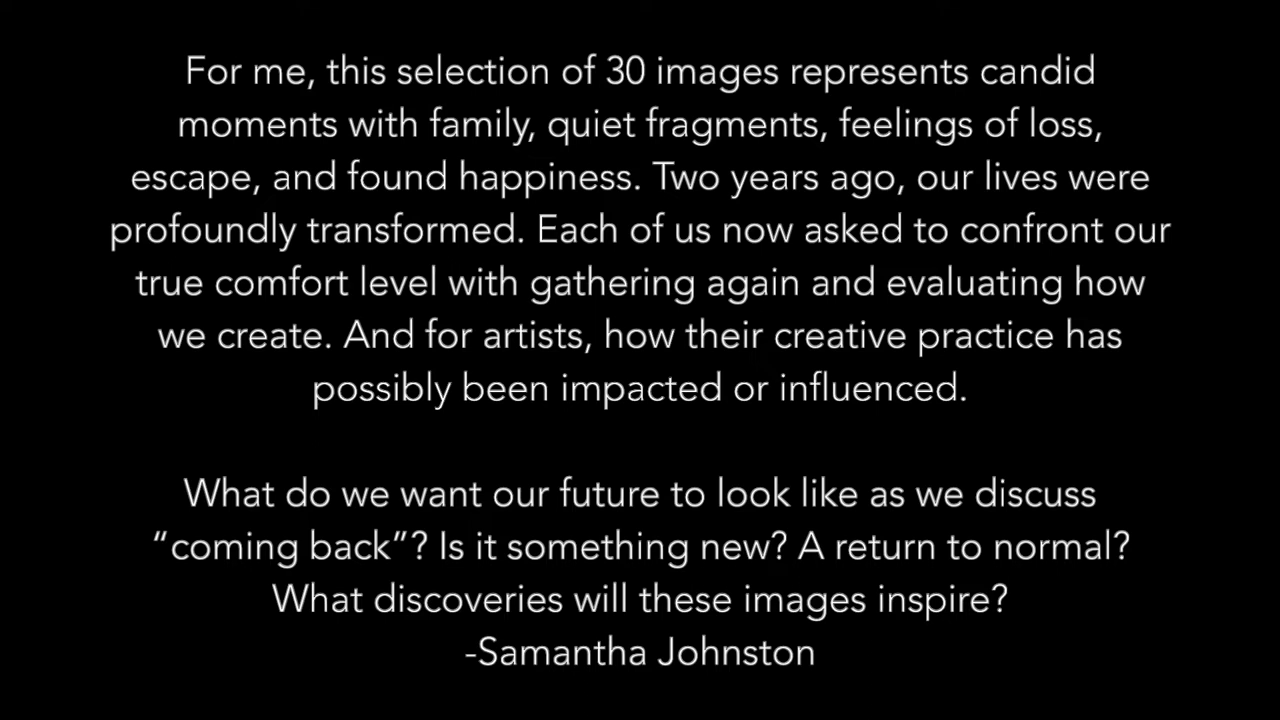 For me, this selection of 30 images represents candid
moments with family, quiet fragments, feelings of loss,
escape, and found happiness. Two years ago, our lives were
profoundly transformed. Each of us now asked to confront our
true comfort level with gathering again and evaluating how
we create. And for artists, how their creative practice has
possibly been impacted or influenced.
What do we want our future to look like as we discuss
“coming back”? Is it something new? A return to normal?
What discoveries will these images inspire?
-Samantha Johnston